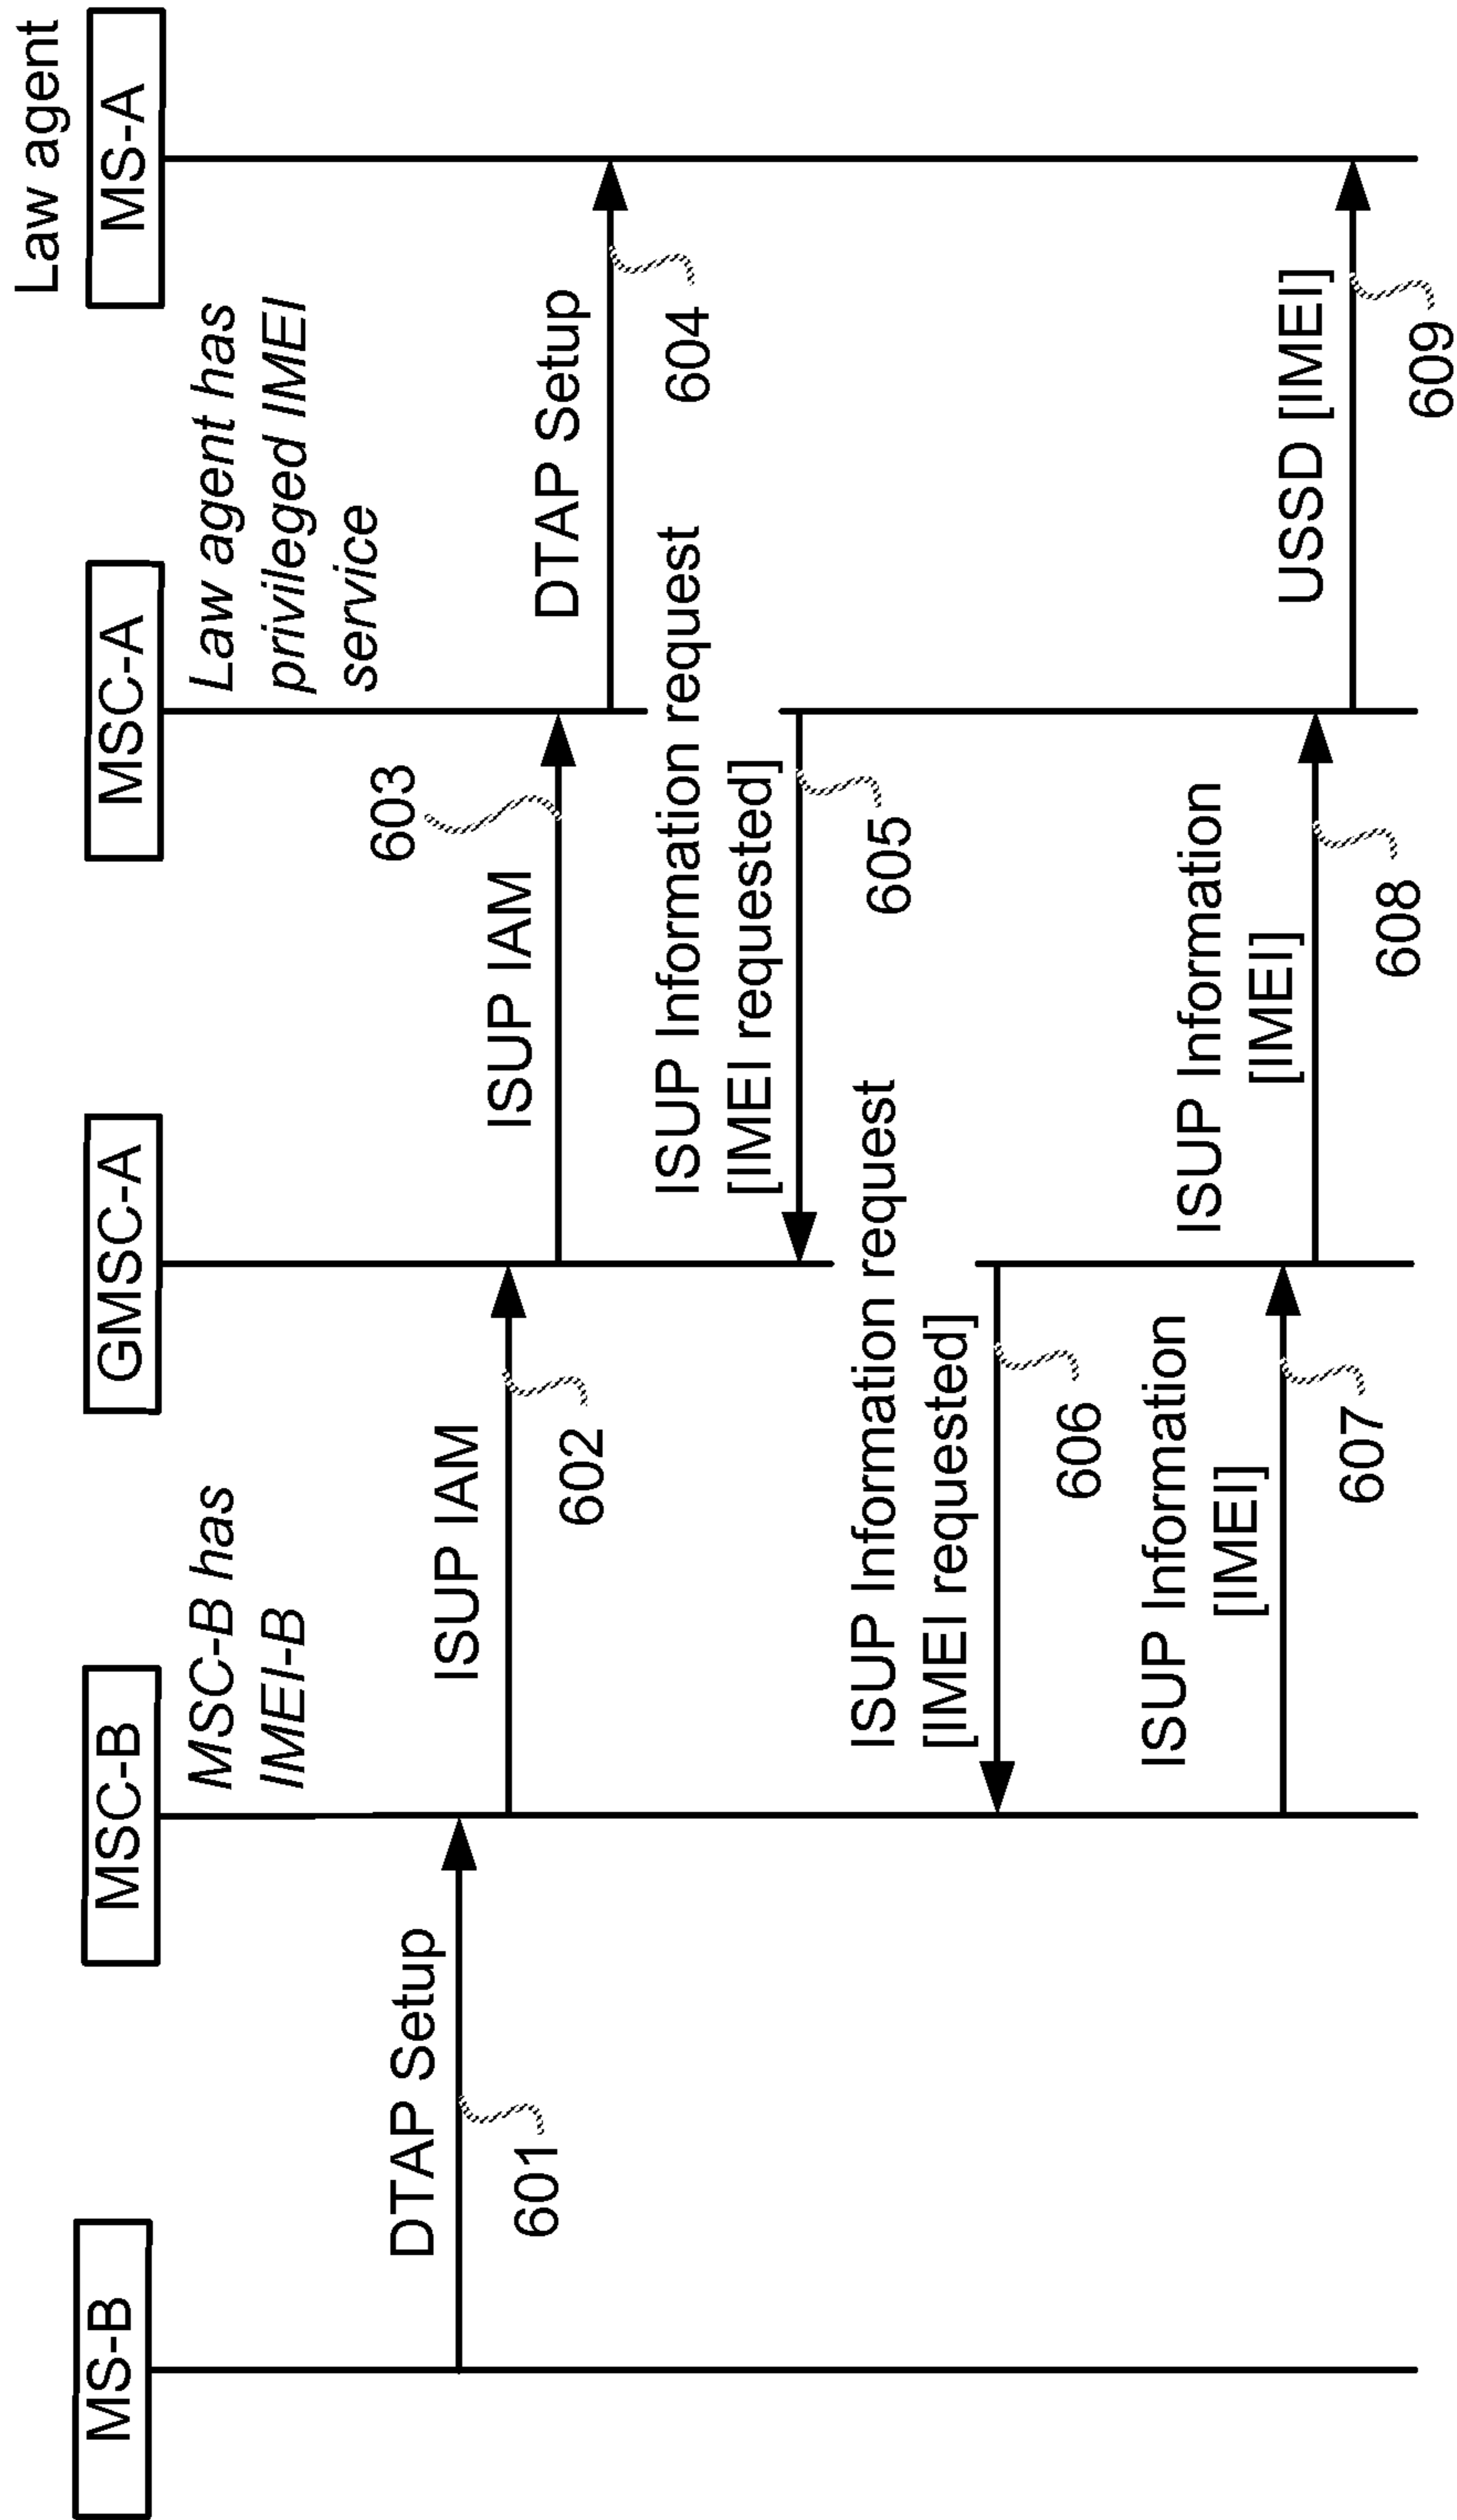 Law agent
MS-B
MSC-B
GMSC-A
MSC-A
MS-A
MSC-B has
IMEI-B
Law agent has
privileged IMEI
service
DTAP Setup
601
ISUP IAM
602
ISUP IAM
603
DTAP Setup
604
ISUP Information request
[IMEI requested]
605
ISUP Information request
[IMEI requested]
606
ISUP Information
[IMEI]
607
ISUP Information
[IMEI]
608
USSD [IMEI]
609